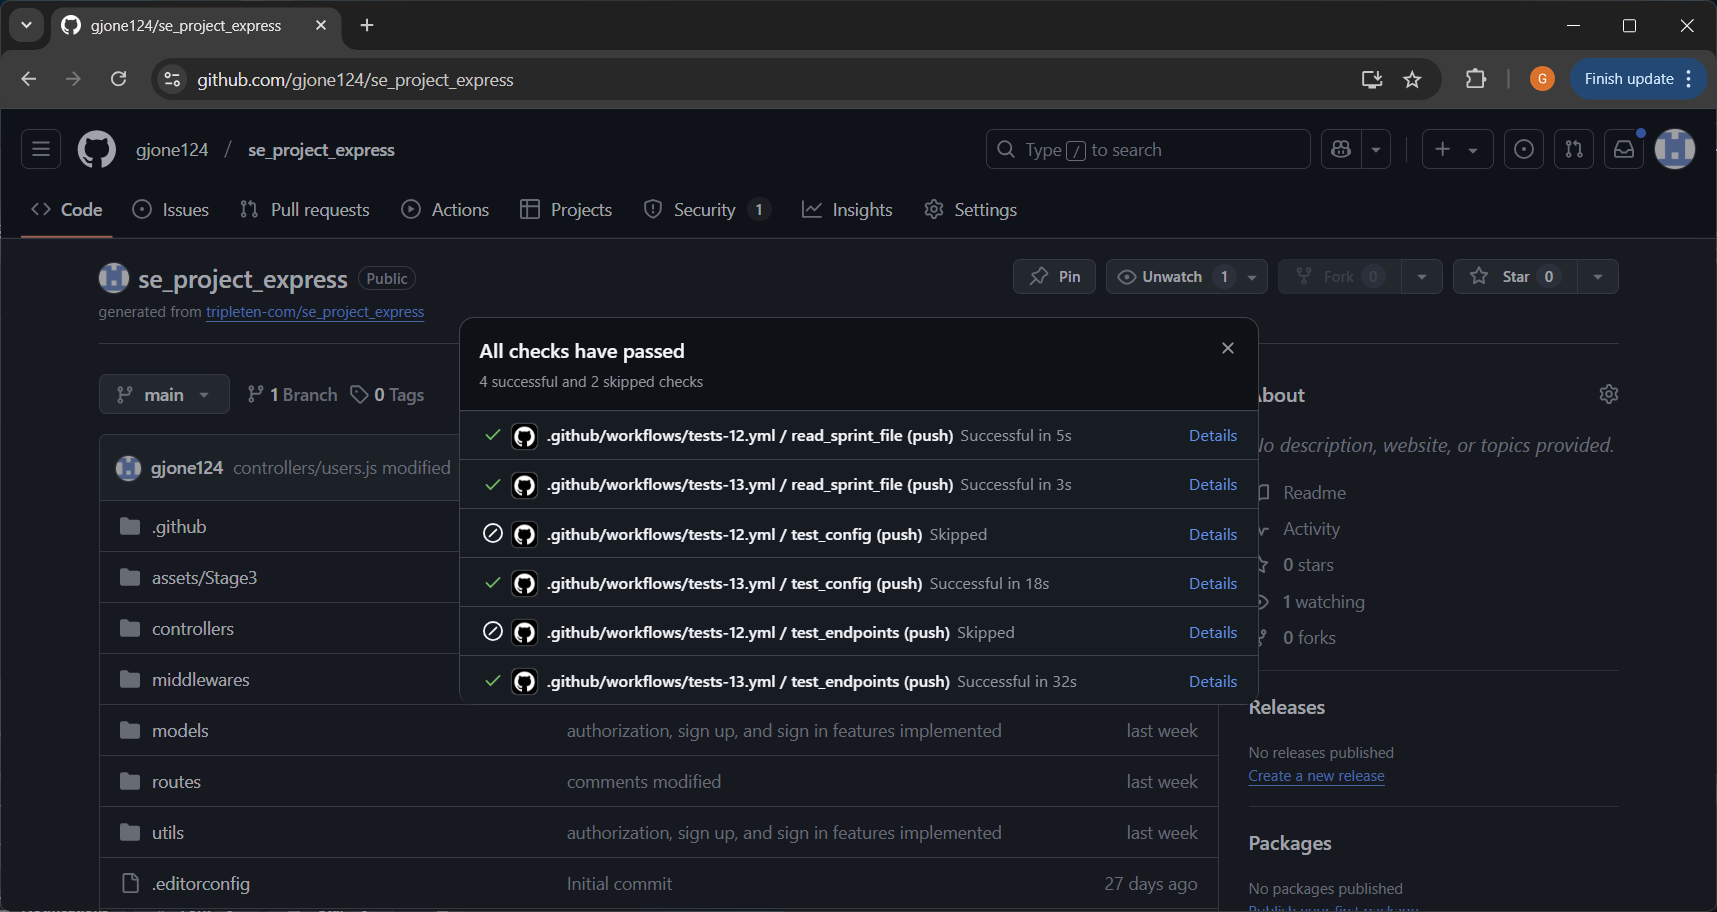 gjone124/se_project_express
github.com/gjone124/se_project_express
G
Finish update
gjone124 / se_project_express
Type / to search
Code
Issues
Pull requests
Actions
Projects
Security 1
Insights
Settings
se_project_express Public
generated from tripleten-com/se_project_express
Pin
Unwatch 1
Fork 0
Star 0
main
1 Branch
0 Tags
gjone124 controllers/users.js modified
.github
assets/Stage3
controllers
middlewares
models authorization, sign up, and sign in features implemented last week
routes comments modified last week
utils authorization, sign up, and sign in features implemented last week
.editorconfig Initial commit 27 days ago
All checks have passed
4 successful and 2 skipped checks
.github/workflows/tests-12.yml / read_sprint_file (push) Successful in 5s Details
.github/workflows/tests-13.yml / read_sprint_file (push) Successful in 3s Details
.github/workflows/tests-12.yml / test_config (push) Skipped Details
.github/workflows/tests-13.yml / test_config (push) Successful in 18s Details
.github/workflows/tests-12.yml / test_endpoints (push) Skipped Details
.github/workflows/tests-13.yml / test_endpoints (push) Successful in 32s Details
bout
o description, website, or topics provided.
Readme
Activity
0 stars
1 watching
0 forks
Releases
No releases published
Create a new release
Packages
No packages published
Publish your first package